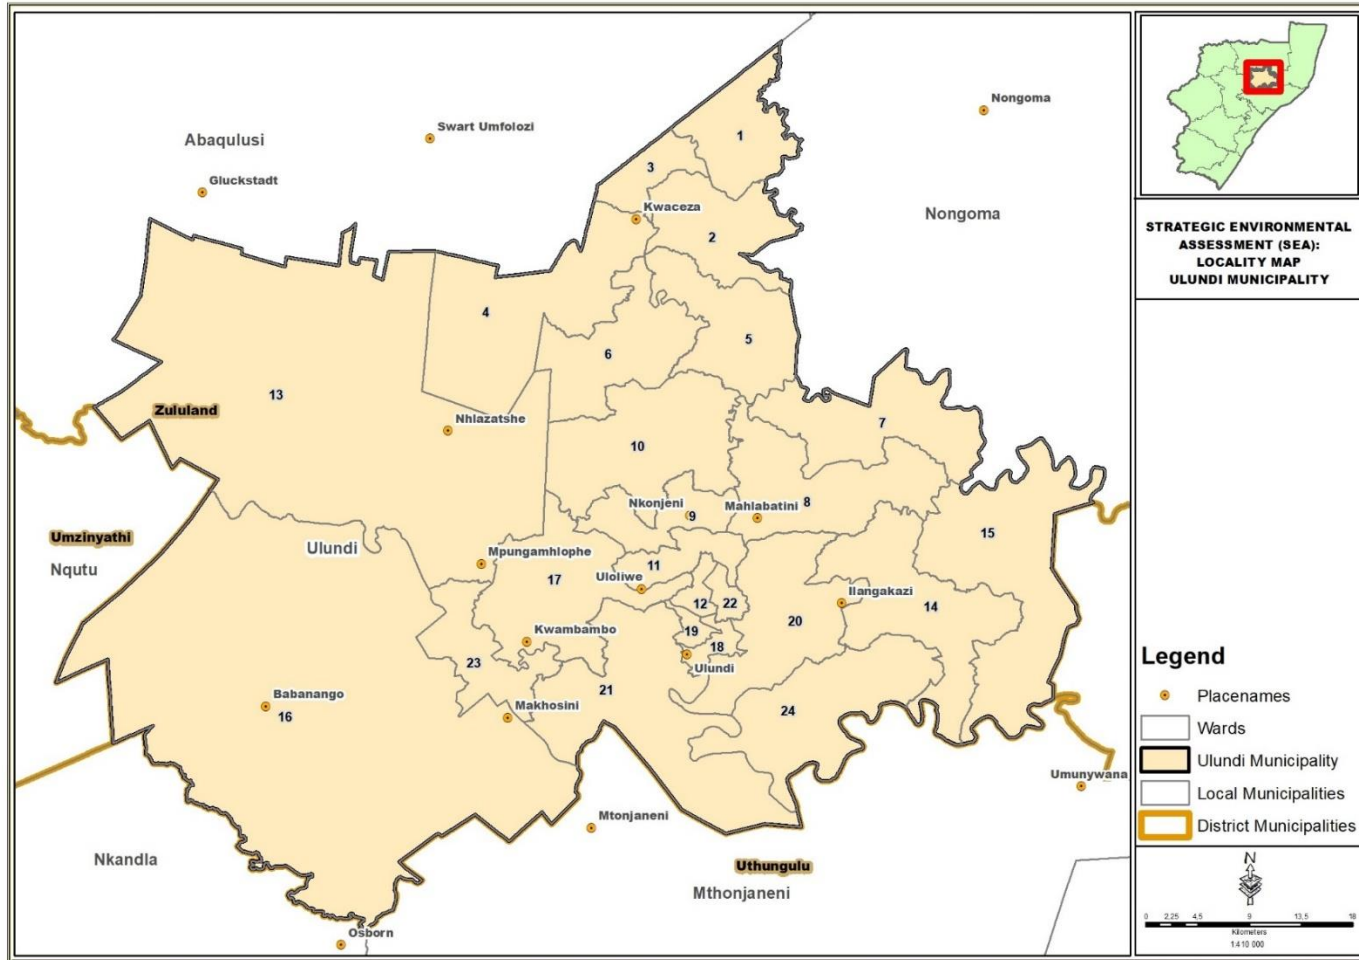 Nongoma
Swart Umfolozi
Abaqulusi
1
3
Gluckstadt
Kwaceza
Nongoma
2
4
5
6
13
Zululand
Nhlazatshe
7
10
Nkonjeni
9
Mahlabatini
8
15
Umzinyathi
Nqutu
Ulundi
Mpungamhlophe
17
11
Uloliwe
12
22
Ilangakazi
14
20
19
18
Kwambambo
23
Ulundi
21
Babanango
16
Makhosini
24
Umunywana
Mtonjaneni
Nkandla
Uthungulu
Mthonjaneni
Osborn
STRATEGIC ENVIRONMENTAL
ASSESSMENT (SEA):
LOCALITY MAP
ULUNDI MUNICIPALITY
Legend
Placenames
Wards
Ulundi Municipality
Local Municipalities
District Municipalities
N
0 2,25 4,5 9 13,5 18
Kilometers
1:410 000